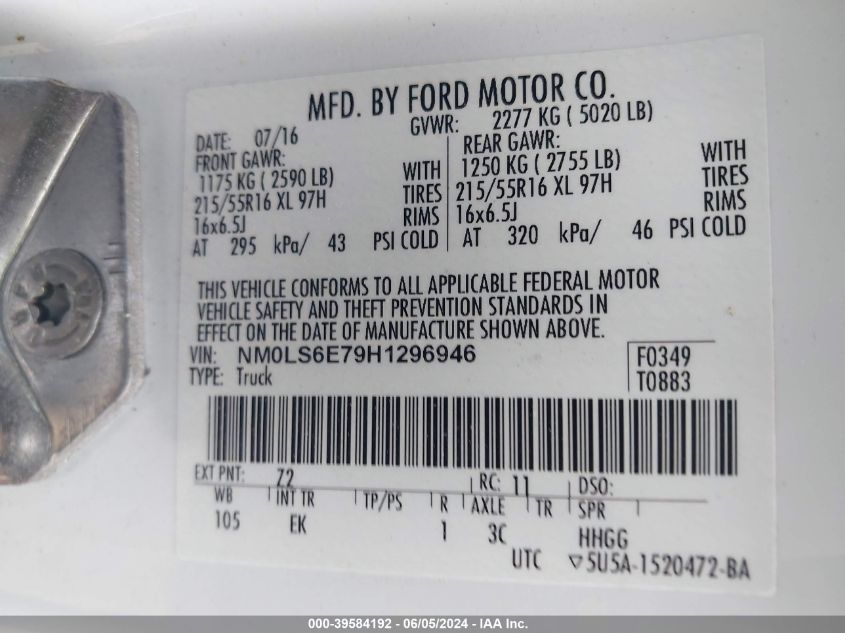 MFD. BY FORD MOTOR CO.
DATE: 07/16 GVWR: 2277 KG ( 5020 LB)
FRONT GAWR: REAR GAWR:
1175 KG ( 2590 LB) WITH 1250 KG ( 2755 LB) WITH
215/55R16 XL 97H TIRES 215/55R16 XL 97H TIRES
16x6.5J RIMS 16x6.5J RIMS
AT 295 kPa/ 43 PSI COLD AT 320 kPa/ 46 PSI COLD
THIS VEHICLE CONFORMS TO ALL APPLICABLE FEDERAL MOTOR
VEHICLE SAFETY AND THEFT PREVENTION STANDARDS IN
EFFECT ON THE DATE OF MANUFACTURE SHOWN ABOVE.
VIN: NM0LS6E79H1296946 F0349
TYPE: Truck T0883
EXT PNT: Z2 RC: 11 DSO:
WB INT TR TP/PS R AXLE TR SPR
105 EK 1 3C HHGG
UTC ▽5U5A-1520472-BA
000-39584192 - 06/05/2024 - IAA Inc.